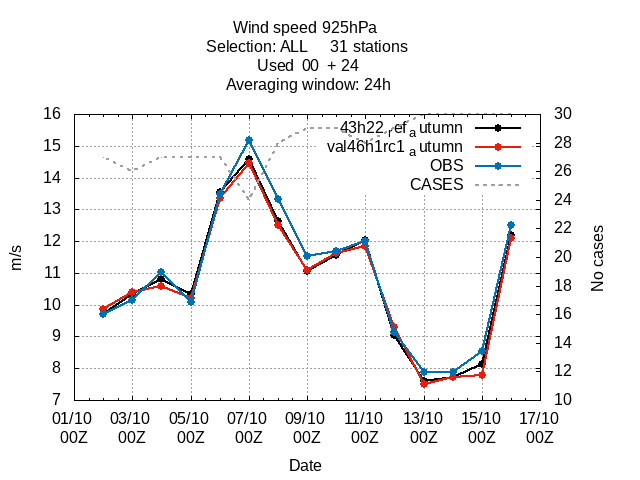 Wind speed 925hPa
Selection: ALL 31 stations
Used 00 + 24
Averaging window: 24h
43h22_ref_autumn
val46h1rc1_autumn
OBS
CASES
16
15
14
13
12
11
10
9
8
7
30
28
26
24
22
20
18
16
14
12
10
m/s
No cases
01/10 03/10 05/10 07/10 09/10 11/10 13/10 15/10 17/10
00Z 00Z 00Z 00Z 00Z 00Z 00Z 00Z 00Z
Date